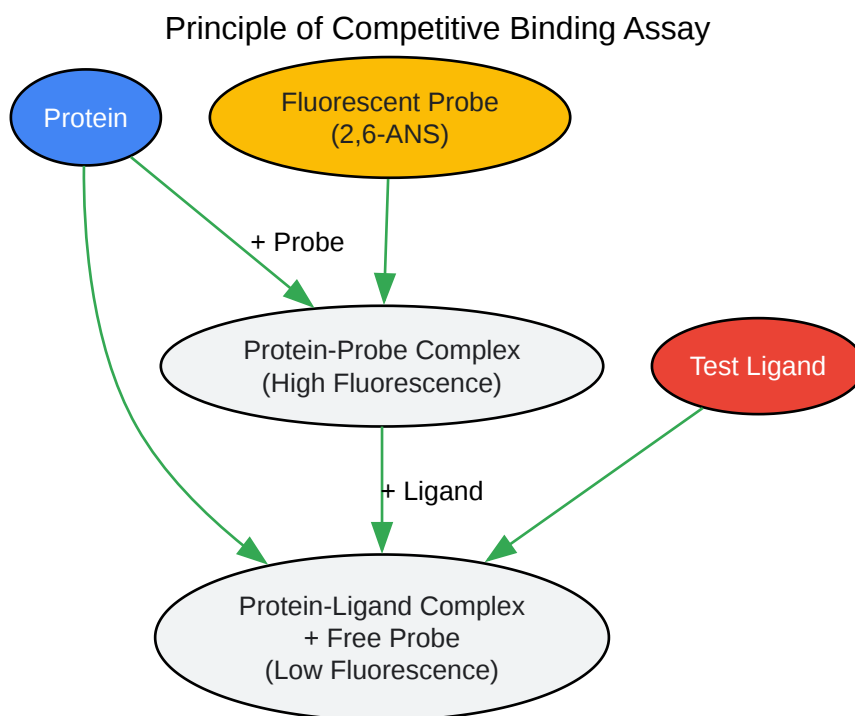 Principle of Competitive Binding Assay
Protein
Fluorescent Probe
(2,6-ANS)
+ Probe
Protein-Probe Complex
(High Fluorescence)
Test Ligand
+ Ligand
Protein-Ligand Complex
+ Free Probe
(Low Fluorescence)